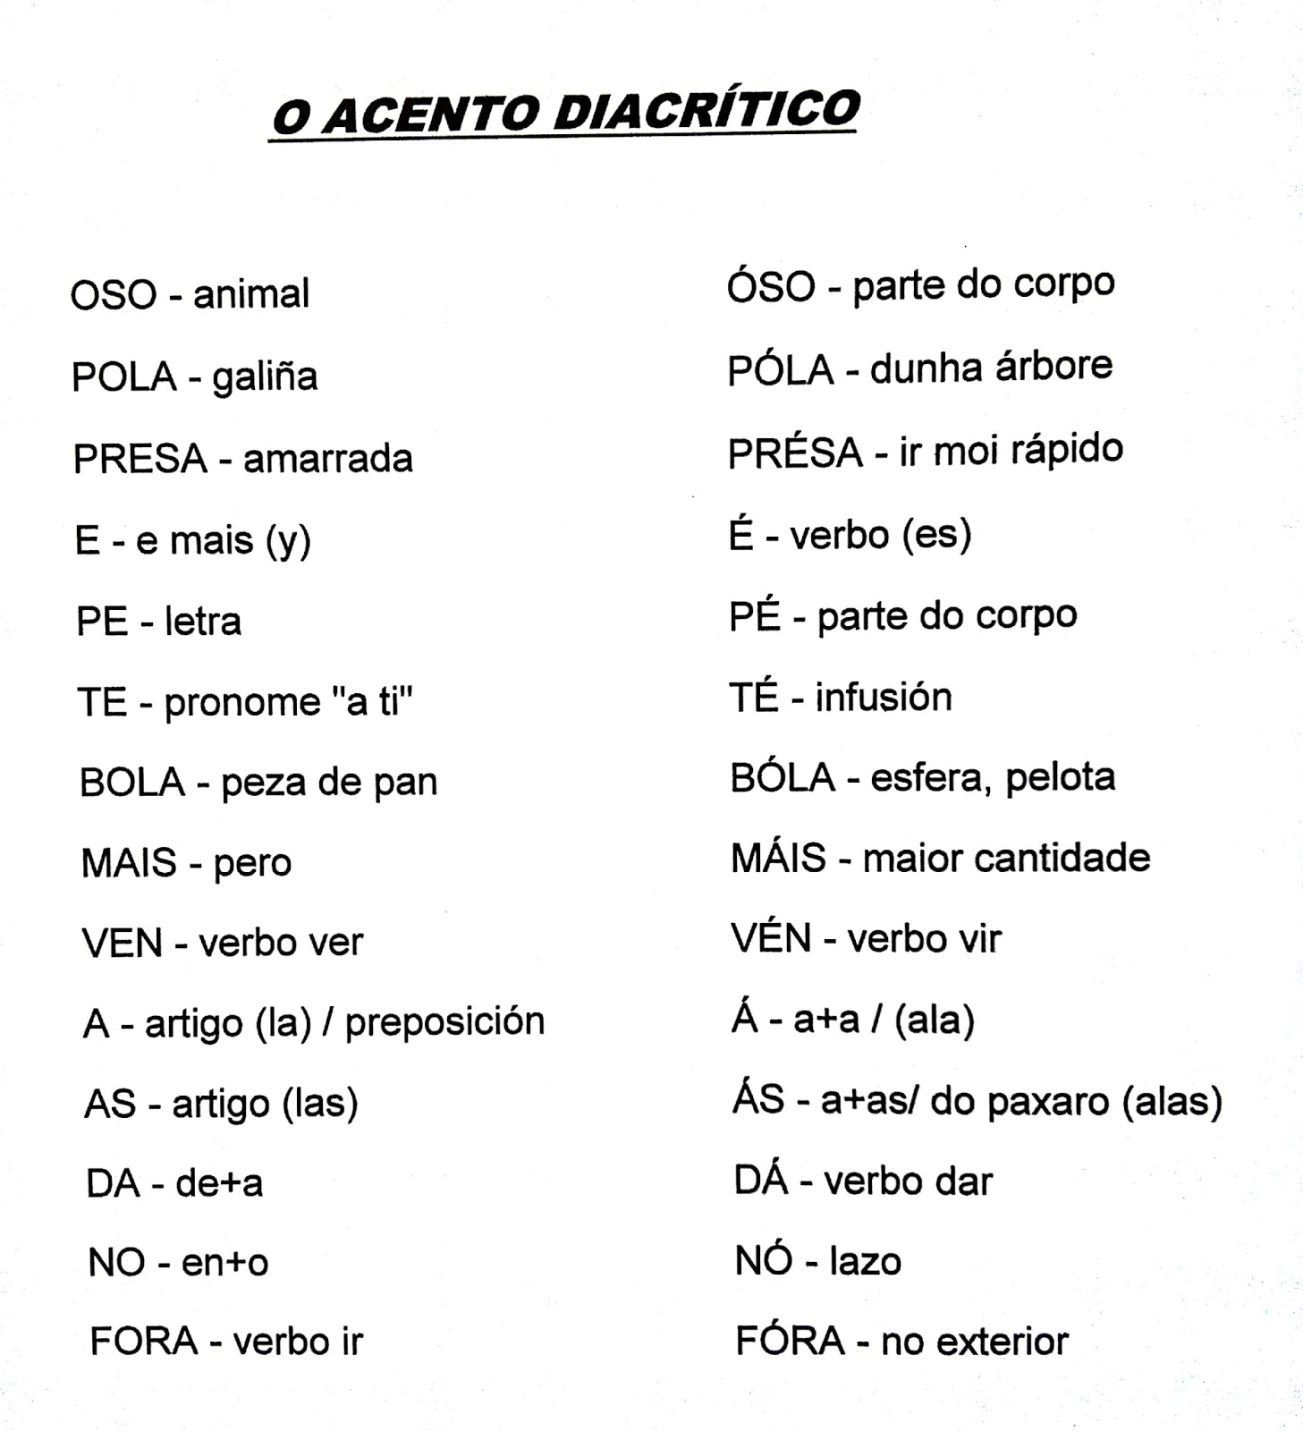 O ACENTO DIACRÍTICO
OSO - animal
ÓSO - parte do corpo
POLA - galiña
PÓLA - dunha árbore
PRESA - amarrada
PRÉSA - ir moi rápido
E - e mais (y)
É - verbo (es)
PE - letra
PÉ - parte do corpo
TE - pronome "a ti"
TÉ - infusión
BOLA - peza de pan
BÓLA - esfera, pelota
MAIS - pero
MÁIS - maior cantidade
VEN - verbo ver
VÉN - verbo vir
A - artigo (la) / preposición
Á - a+a / (ala)
AS - artigo (las)
ÁS - a+as/ do paxaro (alas)
DA - de+a
DÁ - verbo dar
NO - en+o
NÓ - lazo
FORA - verbo ir
FÓRA - no exterior